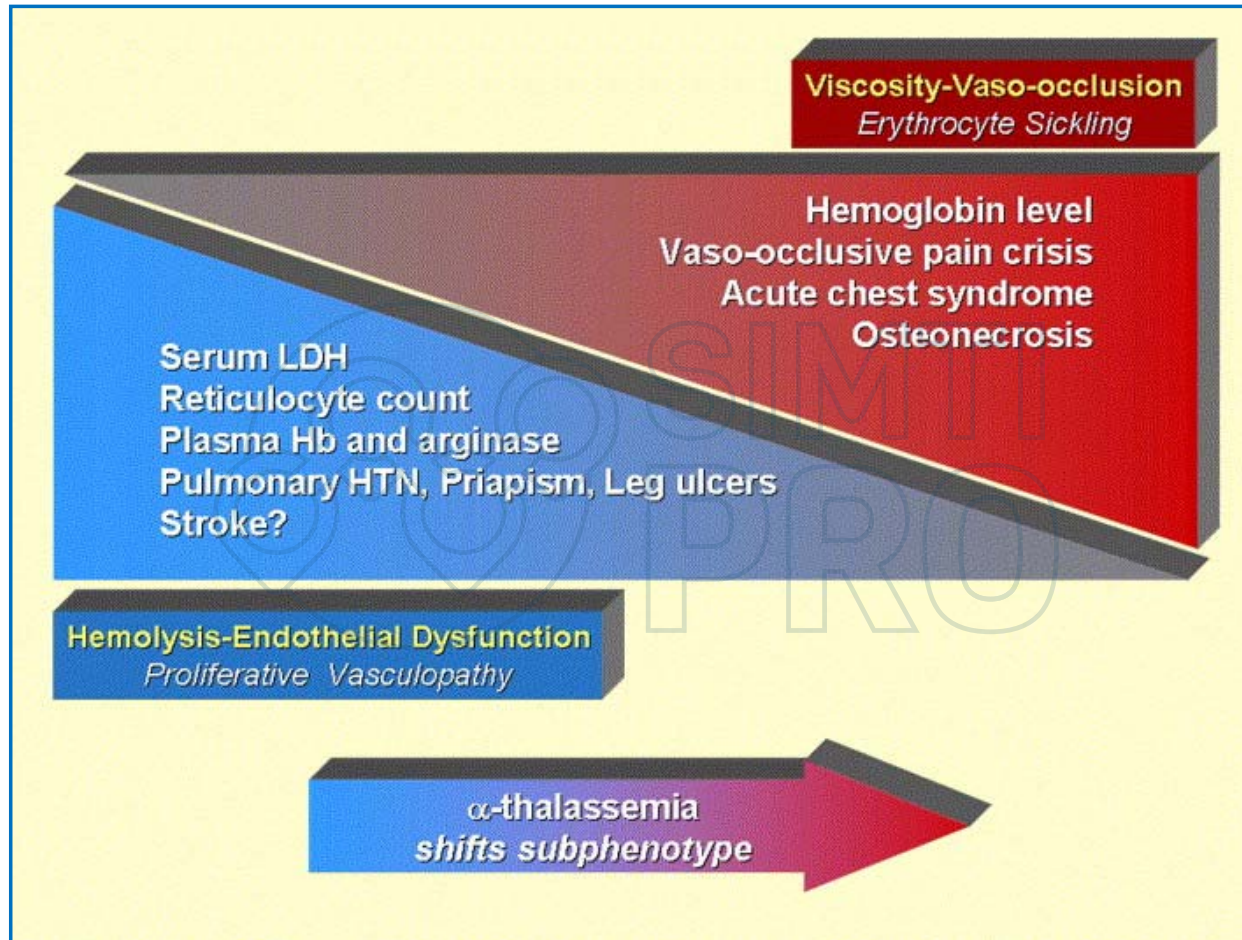 Viscosity-Vaso-occlusion
Erythrocyte Sickling
Hemoglobin level
Vaso-occlusive pain crisis
Acute chest syndrome
Osteonecrosis
Serum LDH
Reticulocyte count
Plasma Hb and arginase
Pulmonary HTN, Priapism, Leg ulcers
Stroke?
SIMTI
PRO
Hemolysis-Endothelial Dysfunction
Proliferative Vasculopathy
α-thalassemia
shifts subphenotype